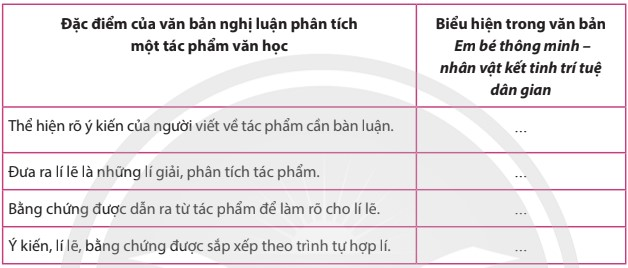 Đặc điểm của văn bản nghị luận phân tích
một tác phẩm văn học
Biểu hiện trong văn bản
Em bé thông minh –
nhân vật kết tinh trí tuệ
dân gian
Thể hiện rõ ý kiến của người viết về tác phẩm cần bàn luận.
...
Đưa ra lí lẽ là những lí giải, phân tích tác phẩm.
...
Bằng chứng được dẫn ra từ tác phẩm để làm rõ cho lí lẽ.
...
Ý kiến, lí lẽ, bằng chứng được sắp xếp theo trình tự hợp lí.
...